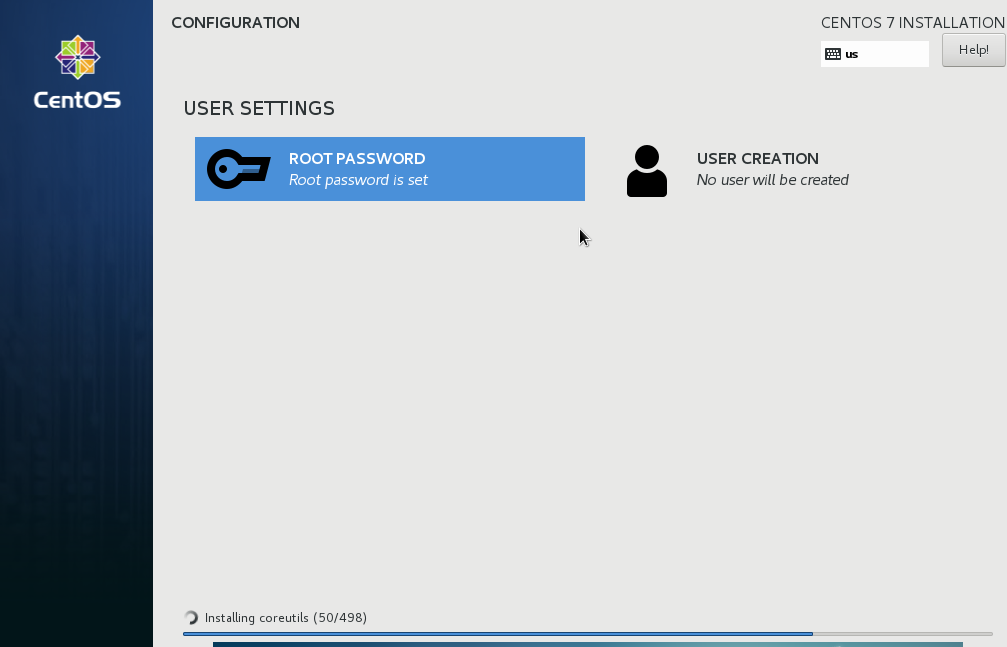 CentOS
CONFIGURATION
CENTOS 7 INSTALLATION
us
Help!
USER SETTINGS
ROOT PASSWORD
Root password is set
USER CREATION
No user will be created
Installing coreutils (50/498)